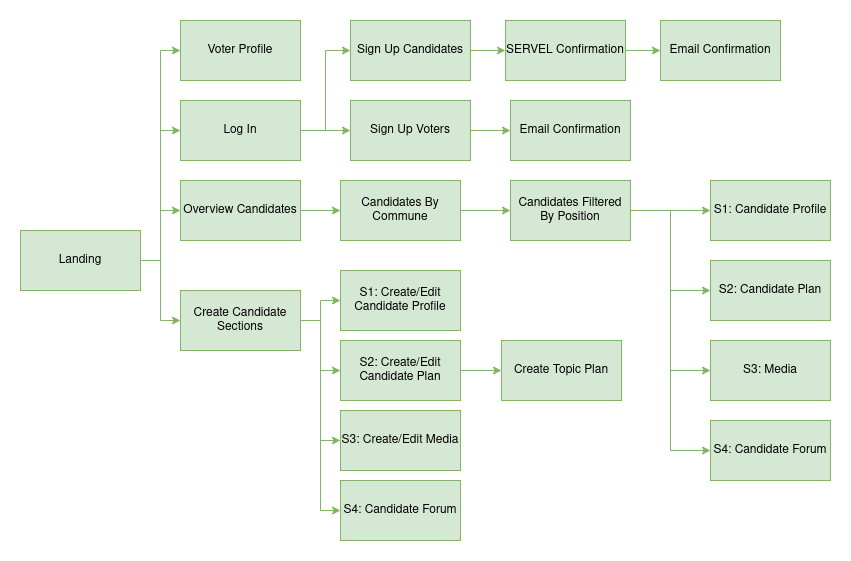 Voter Profile
Sign Up Candidates
SERVEL Confirmation
Email Confirmation
Log In
Sign Up Voters
Email Confirmation
Overview Candidates
Candidates By
Commune
Candidates Filtered
By Position
S1: Candidate Profile
Landing
S2: Candidate Plan
Create Candidate
Sections
S1: Create/Edit
Candidate Profile
S2: Create/Edit
Candidate Plan
Create Topic Plan
S3: Media
S3: Create/Edit Media
S4: Candidate Forum
S4: Candidate Forum